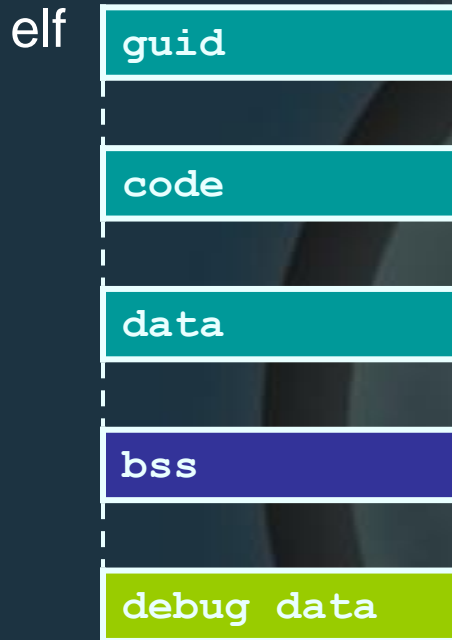 elf
guid
code
data
bss
debug data